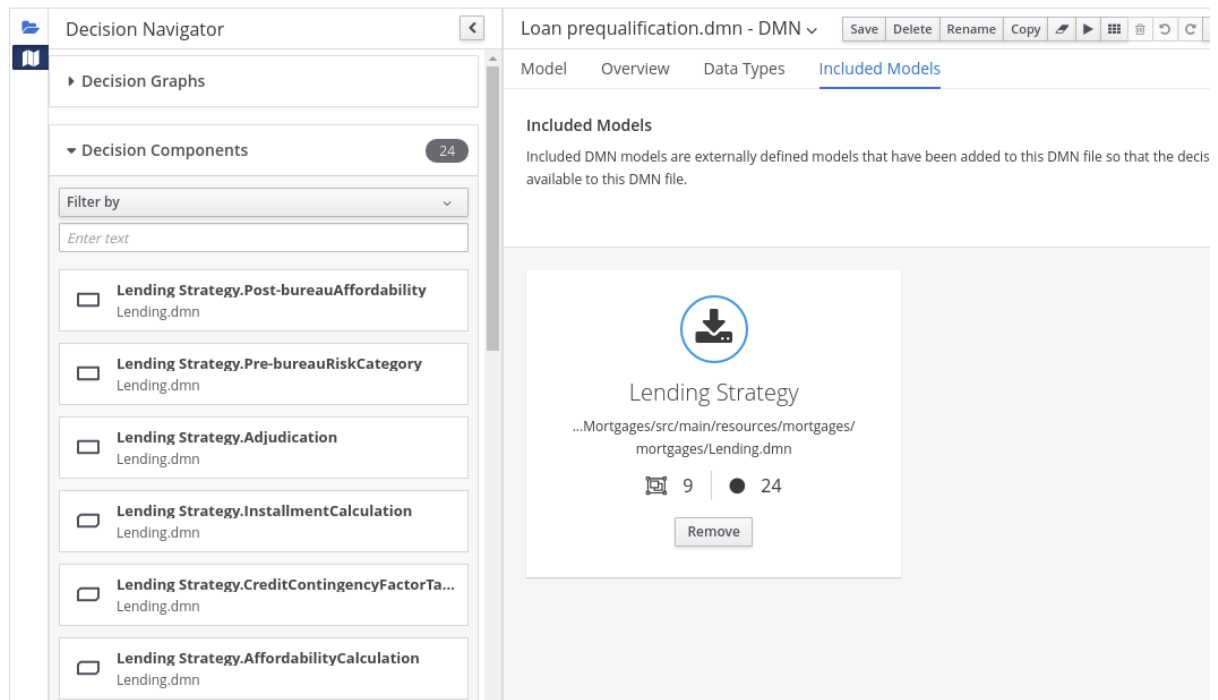 Decision Navigator
Decision Graphs
Decision Components
24
Filter by
Enter text
Lending Strategy.Post-bureauAffordability
Lending.dmn
Lending Strategy.Pre-bureauRiskCategory
Lending.dmn
Lending Strategy.Adjudication
Lending.dmn
Lending Strategy.InstallmentCalculation
Lending.dmn
Lending Strategy.CreditContingencyFactorTa...
Lending.dmn
Lending Strategy.AffordabilityCalculation
Lending.dmn
Loan prequalification.dmn - DMN
Save Delete Rename Copy
Model Overview Data Types Included Models
Included Models
Included DMN models are externally defined models that have been added to this DMN file so that the decis
available to this DMN file.
Lending Strategy
...Mortgages/src/main/resources/mortgages/
mortgages/Lending.dmn
9 24
Remove